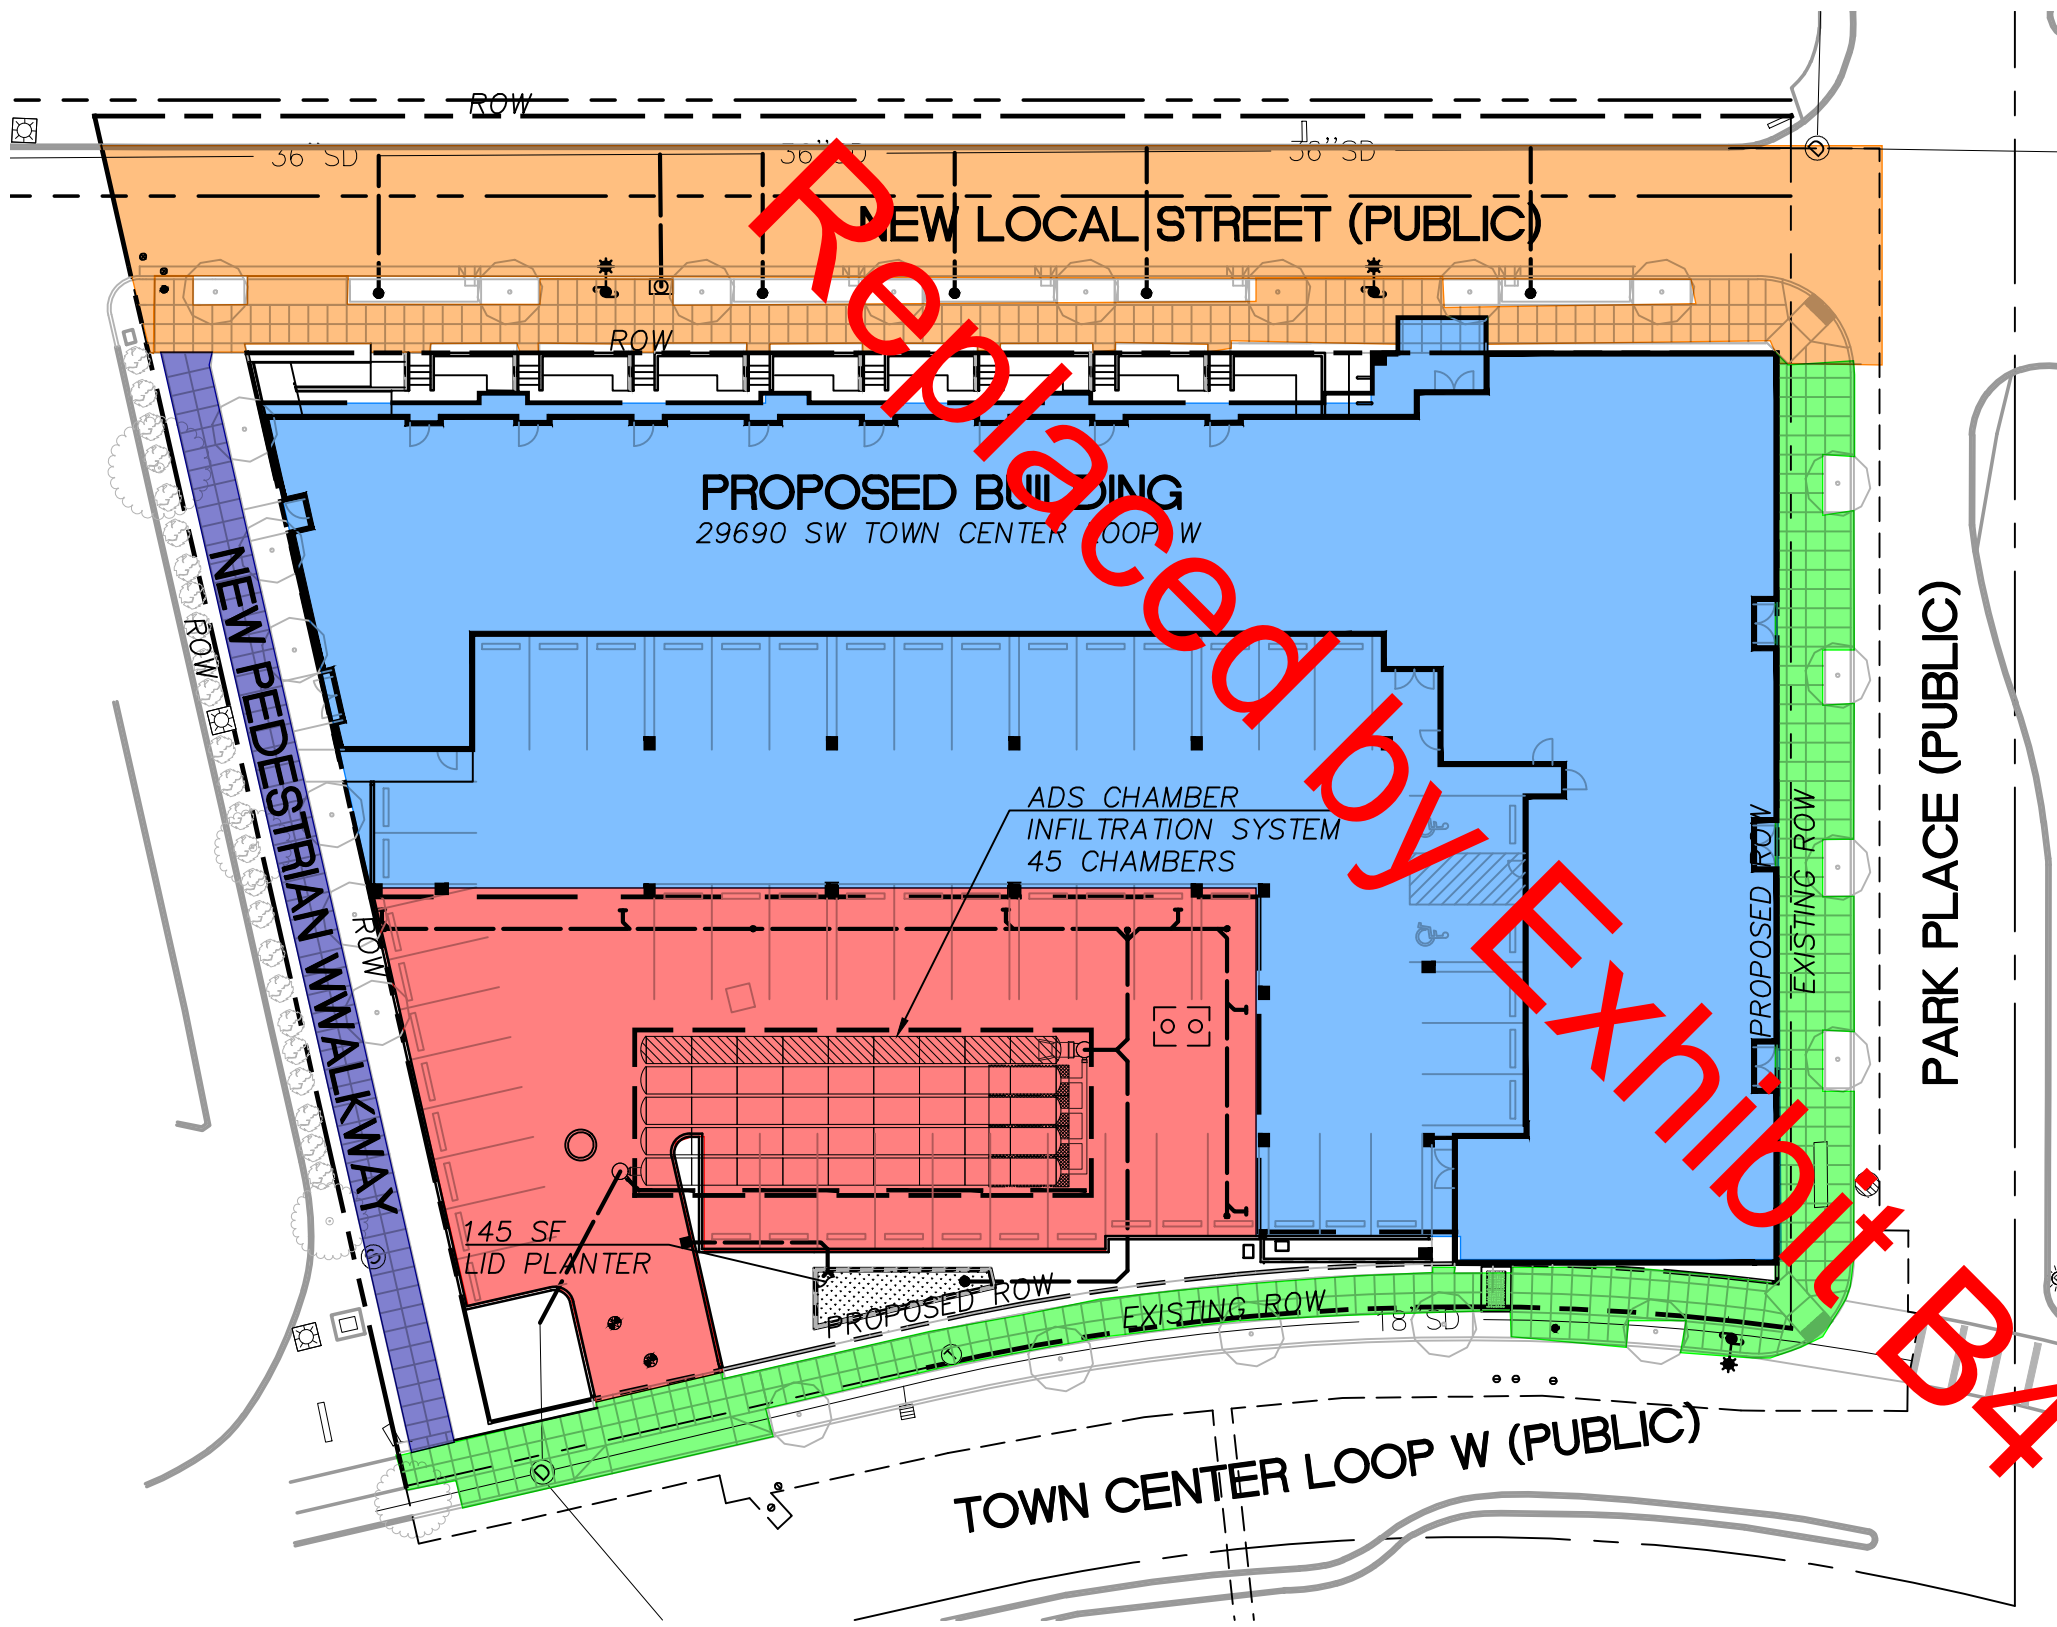 ROW
36"SD
36"SD
36"SD
D
NEW LOCAL STREET (PUBLIC)
ROW
PROPOSED BUILDING
29690 SW TOWN CENTER LOOP W
NEW PEDESTRIAN WWALKWAY
ROW
ROW
ADS CHAMBER
INFILTRATION SYSTEM
45 CHAMBERS
PROPOSED ROW
EXISTING ROW
PARK PLACE (PUBLIC)
145 SF
LID PLANTER
S
PROPOSED ROW
EXISTING ROW
18"SD
T
D
TOWN CENTER LOOP W (PUBLIC)
Replaced by Exhibit B4